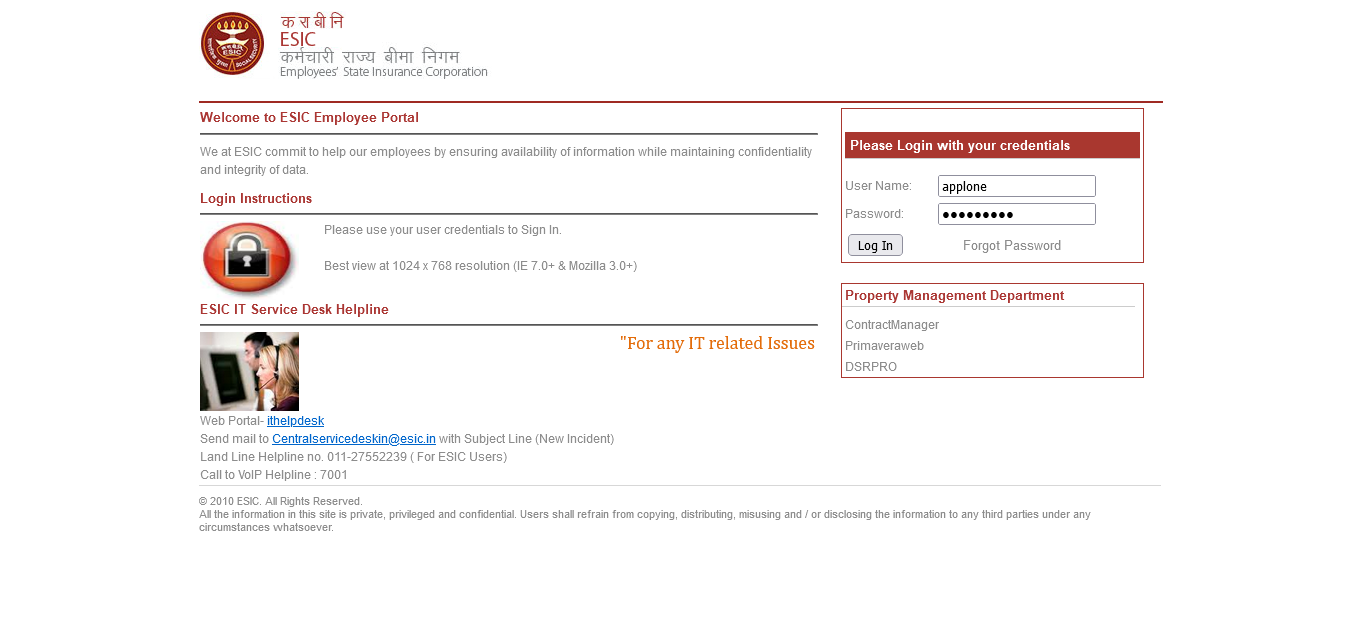 क रा बी नि
ESIC
कर्मचारी राज्य बीमा निगम
Employees' State Insurance Corporation
Welcome to ESIC Employee Portal
We at ESIC commit to help our employees by ensuring availability of information while maintaining confidentiality
and integrity of data.
Login Instructions
Please use your user credentials to Sign In.
Best view at 1024 x 768 resolution (IE 7.0+ & Mozilla 3.0+)
ESIC IT Service Desk Helpline
"For any IT related Issues
Web Portal- ithelpdesk
Send mail to Centralservicedeskin@esic.in with Subject Line (New Incident)
Land Line Helpline no. 011-27552239 ( For ESIC Users)
Call to VoIP Helpline : 7001
Please Login with your credentials
User Name: applone
Password: ●●●●●●●●●
Log In Forgot Password
Property Management Department
ContractManager
Primaveraweb
DSRPRO
© 2010 ESIC. All Rights Reserved.
All the information in this site is private, privileged and confidential. Users shall refrain from copying, distributing, misusing and / or disclosing the information to any third parties under any
circumstances whatsoever.